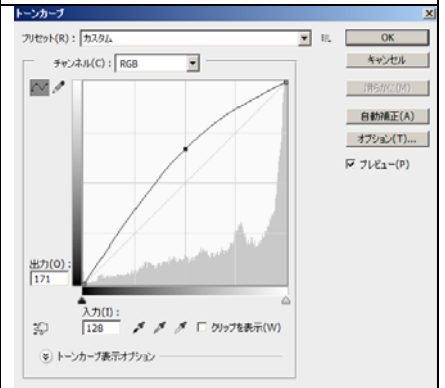 トーンカーブ
プリセット(R)： カスタム
OK
チャンネル(C)： RGB
キャンセル
滑らかに(M)
自動補正(A)
オプション(T)...
プレビュー(P)
出力(O)：
171
入力(I)：
128
クリップを表示(W)
トーンカーブ表示オプション